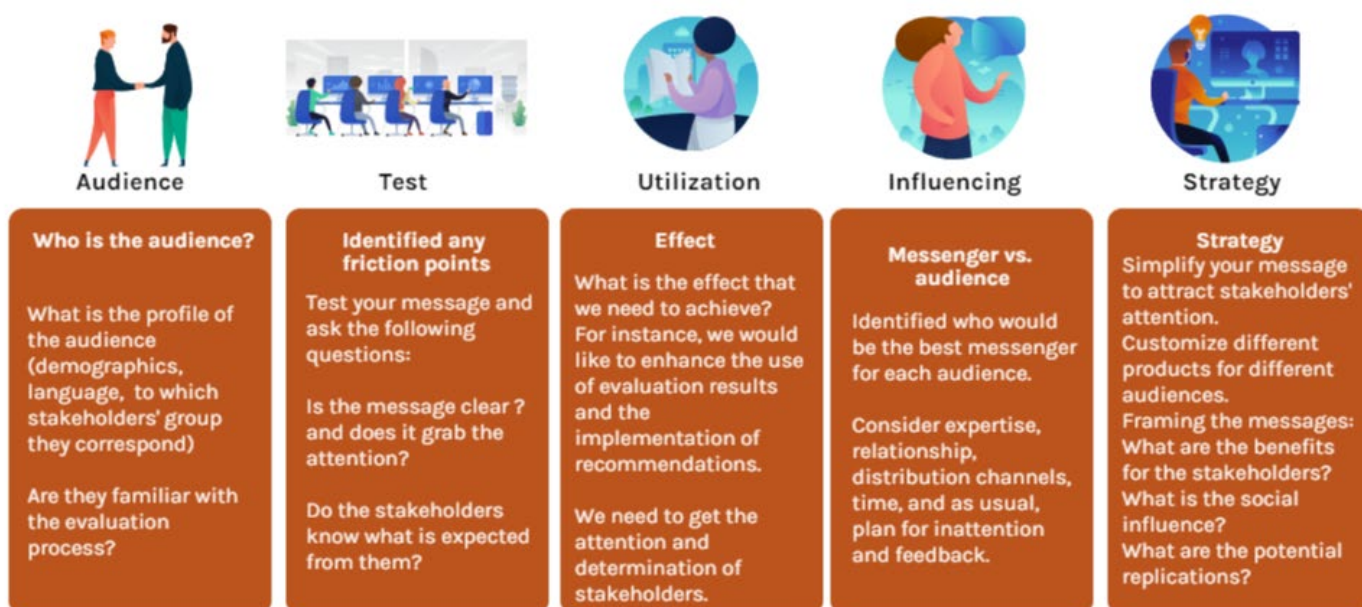 Audience
Test
Utilization
Influencing
Strategy
Who is the audience?
What is the profile of
the audience
(demographics,
language, to which
stakeholders' group
they correspond)
Are they familiar with
the evaluation
process?
Identified any
friction points
Test your message and
ask the following
questions:
Is the message clear ?
and does it grab the
attention?
Do the stakeholders
know what is expected
from them?
Effect
What is the effect that
we need to achieve?
For instance, we would
like to enhance the use
of evaluation results
and the
implementation of
recommendations.
We need to get the
attention and
determination of
stakeholders.
Messenger vs.
audience
Identified who would
be the best messenger
for each audience.
Consider expertise,
relationship,
distribution channels,
time, and as usual,
plan for inattention
and feedback.
Strategy
Simplify your message
to attract stakeholders'
attention.
Customize different
products for different
audiences.
Framing the messages:
What are the benefits
for the stakeholders?
What is the social
influence?
What are the potential
replications?